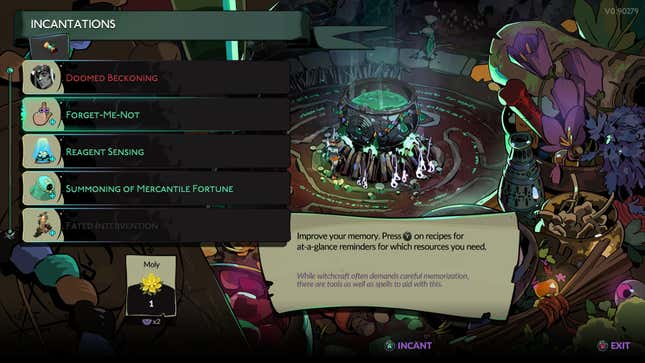 V0.90279
INCANTATIONS
DOOMED BECKONING
FORGET-ME-NOT
REAGENT SENSING
SUMMONING OF MERCANTILE FORTUNE
FATED INTERVENTION
Improve your memory. Press Y on recipes for
at-a-glance reminders for which resources you need.
While witchcraft often demands careful memorization,
there are tools as well as spells to aid with this.
Moly
1
x2
INCANT
EXIT